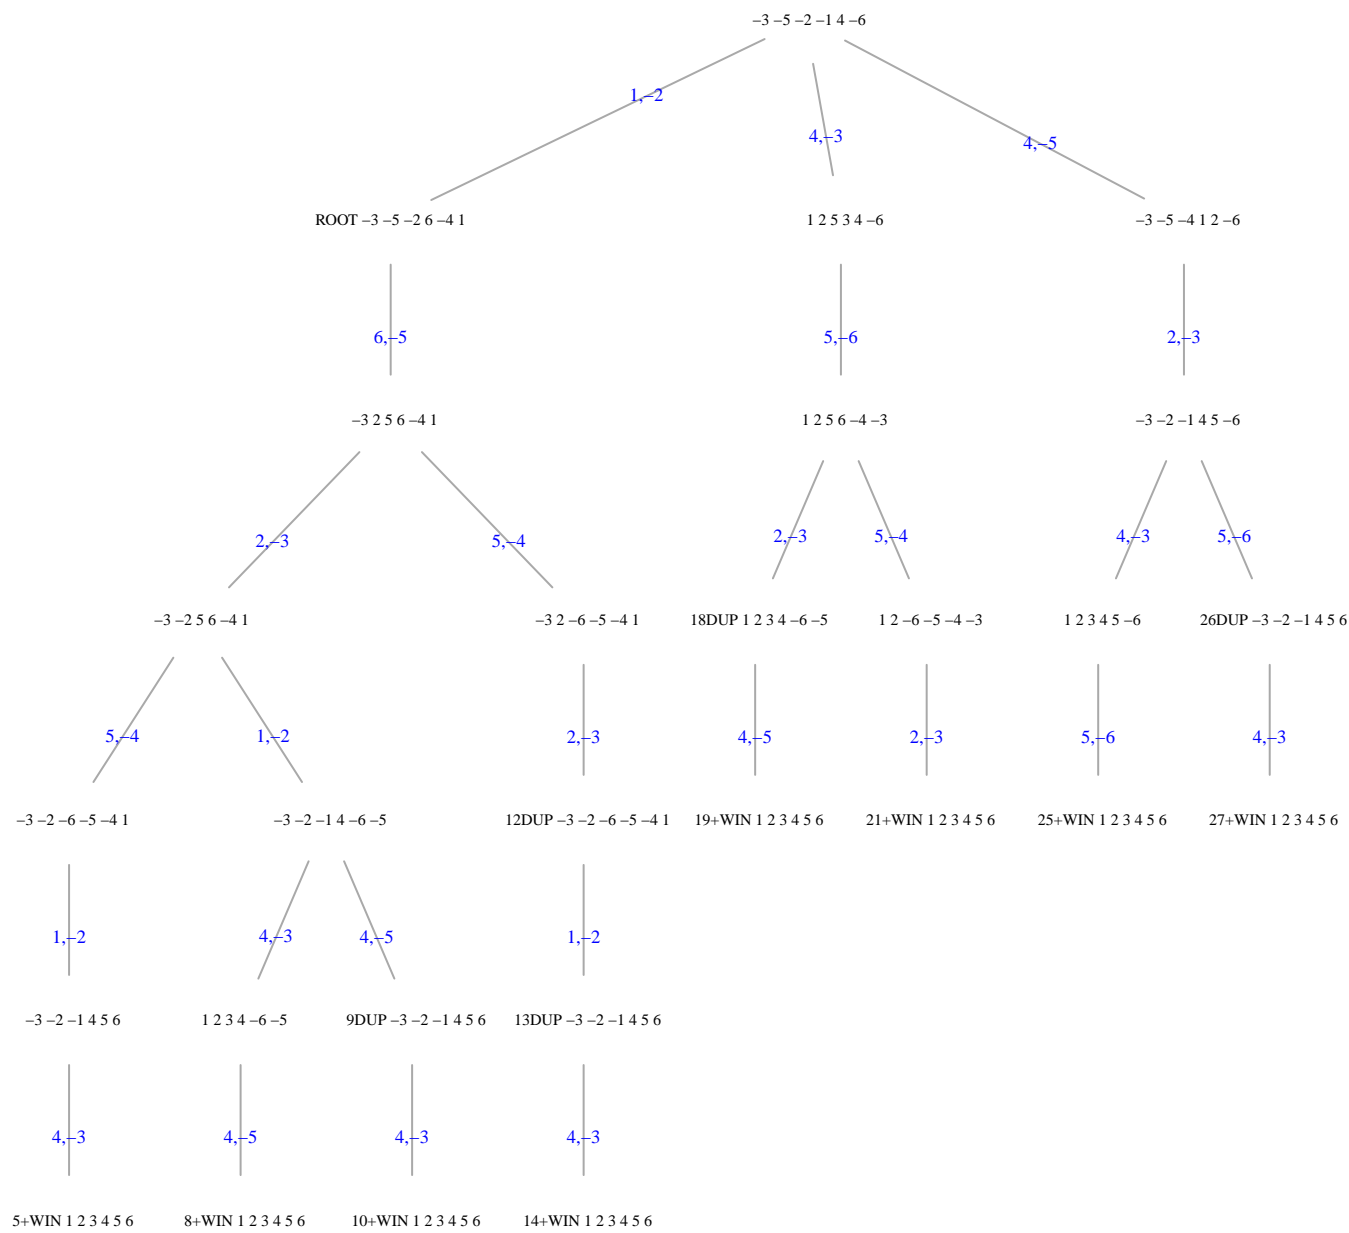 −3 −5 −2 −1 4 −6
1,−2
4,−3
4,−5
ROOT −3 −5 −2 6 −4 1
1 2 5 3 4 −6
−3 −5 −4 1 2 −6
6,−5
5,−6
2,−3
−3 2 5 6 −4 1
1 2 5 6 −4 −3
−3 −2 −1 4 5 −6
2,−3
5,−4
2,−3
5,−4
4,−3
5,−6
−3 −2 5 6 −4 1
−3 2 −6 −5 −4 1
18DUP 1 2 3 4 −6 −5
1 2 −6 −5 −4 −3
1 2 3 4 5 −6
26DUP −3 −2 −1 4 5 6
5,−4
1,−2
2,−3
4,−5
2,−3
5,−6
4,−3
−3 −2 −6 −5 −4 1
−3 −2 −1 4 −6 −5
12DUP −3 −2 −6 −5 −4 1
19+WIN 1 2 3 4 5 6
21+WIN 1 2 3 4 5 6
25+WIN 1 2 3 4 5 6
27+WIN 1 2 3 4 5 6
1,−2
4,−3
4,−5
1,−2
−3 −2 −1 4 5 6
1 2 3 4 −6 −5
9DUP −3 −2 −1 4 5 6
13DUP −3 −2 −1 4 5 6
4,−3
4,−5
4,−3
4,−3
5+WIN 1 2 3 4 5 6
8+WIN 1 2 3 4 5 6
10+WIN 1 2 3 4 5 6
14+WIN 1 2 3 4 5 6